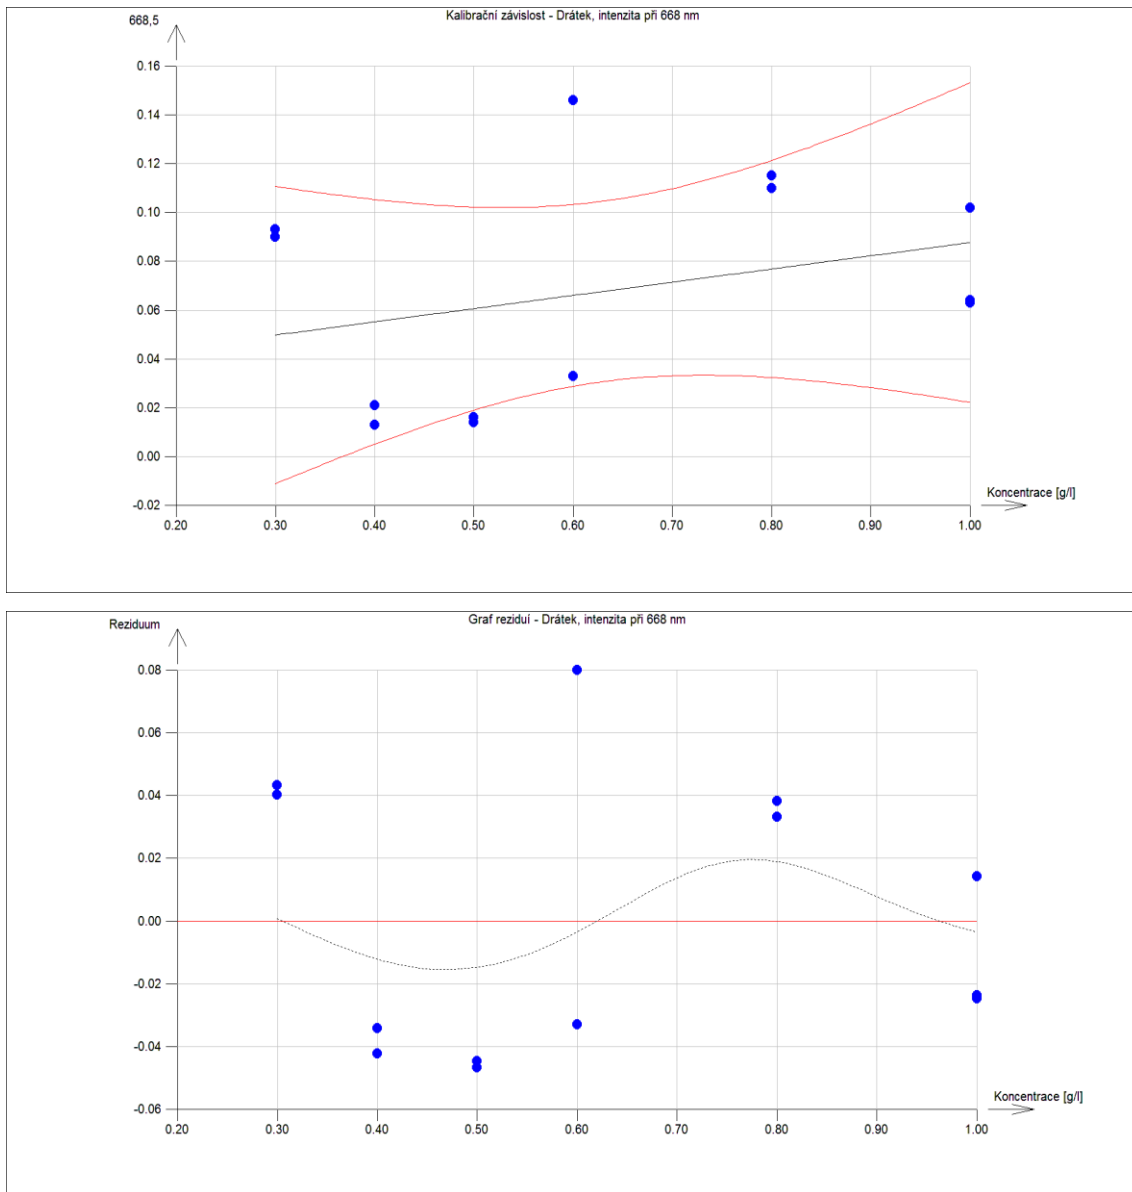 Kalibrační závislost - Drátek, intenzita při 668 nm
668,5
0.16
0.14
0.12
0.10
0.08
0.06
0.04
0.02
0.00
-0.02
Koncentrace [g/l]
0.20 0.30 0.40 0.50 0.60 0.70 0.80 0.90 1.00
Graf reziduí - Drátek, intenzita při 668 nm
Reziduum
0.08
0.06
0.04
0.02
0.00
-0.02
-0.04
-0.06
Koncentrace [g/l]
0.20 0.30 0.40 0.50 0.60 0.70 0.80 0.90 1.00